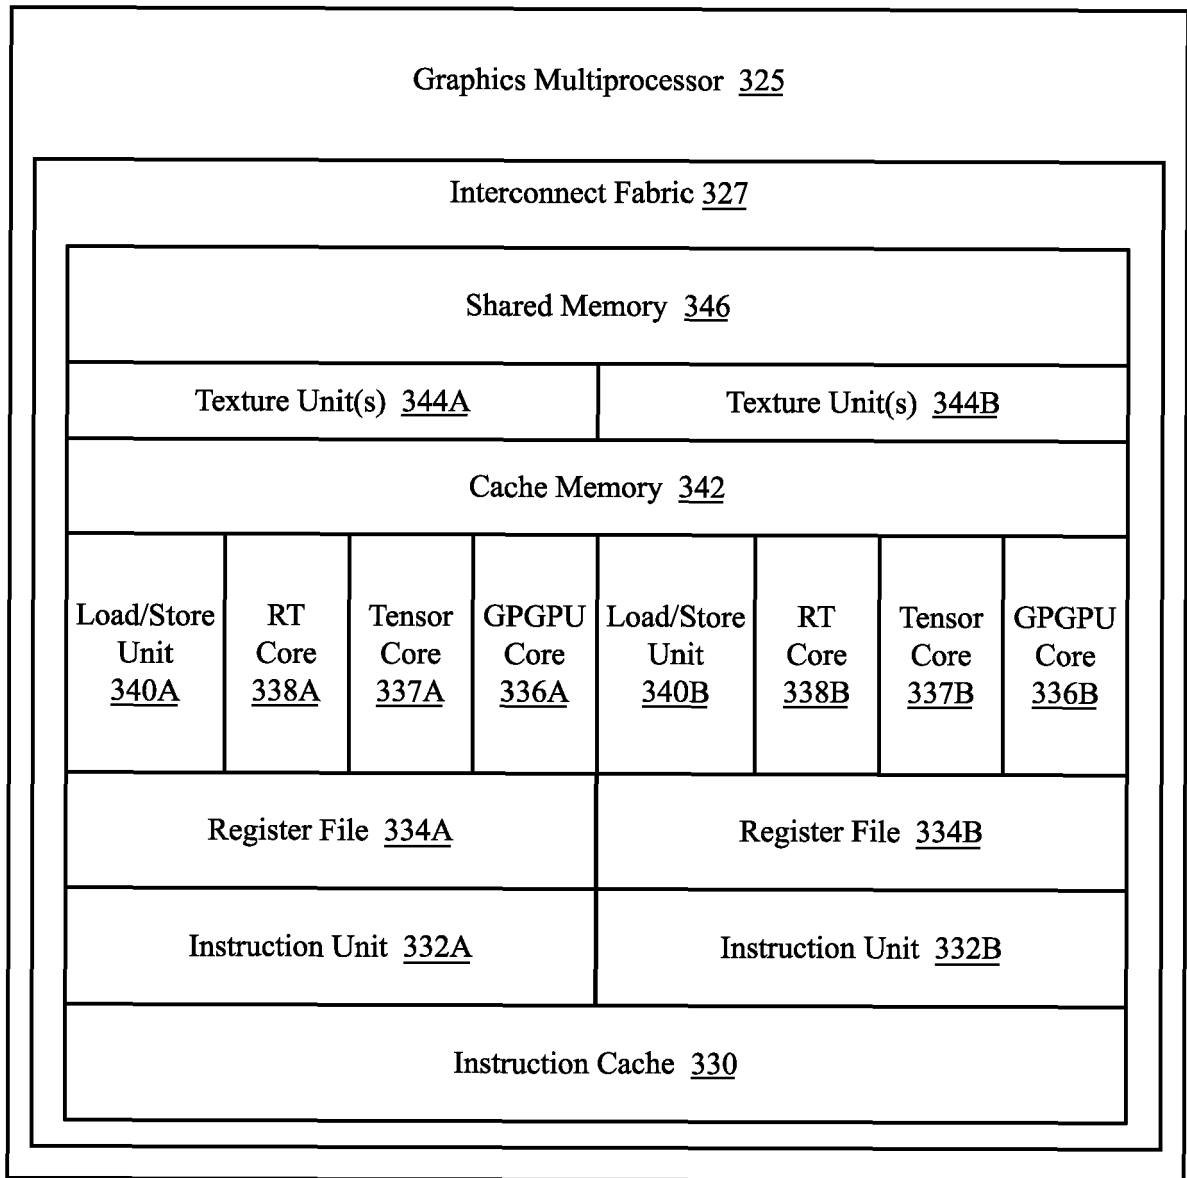 Graphics Multiprocessor 325
Interconnect Fabric 327
Shared Memory 346
Texture Unit(s) 344A
Texture Unit(s) 344B
Cache Memory 342
Load/Store
Unit
340A
RT
Core
338A
Tensor
Core
337A
GPGPU
Core
336A
Load/Store
Unit
340B
RT
Core
338B
Tensor
Core
337B
GPGPU
Core
336B
Register File 334A
Register File 334B
Instruction Unit 332A
Instruction Unit 332B
Instruction Cache 330